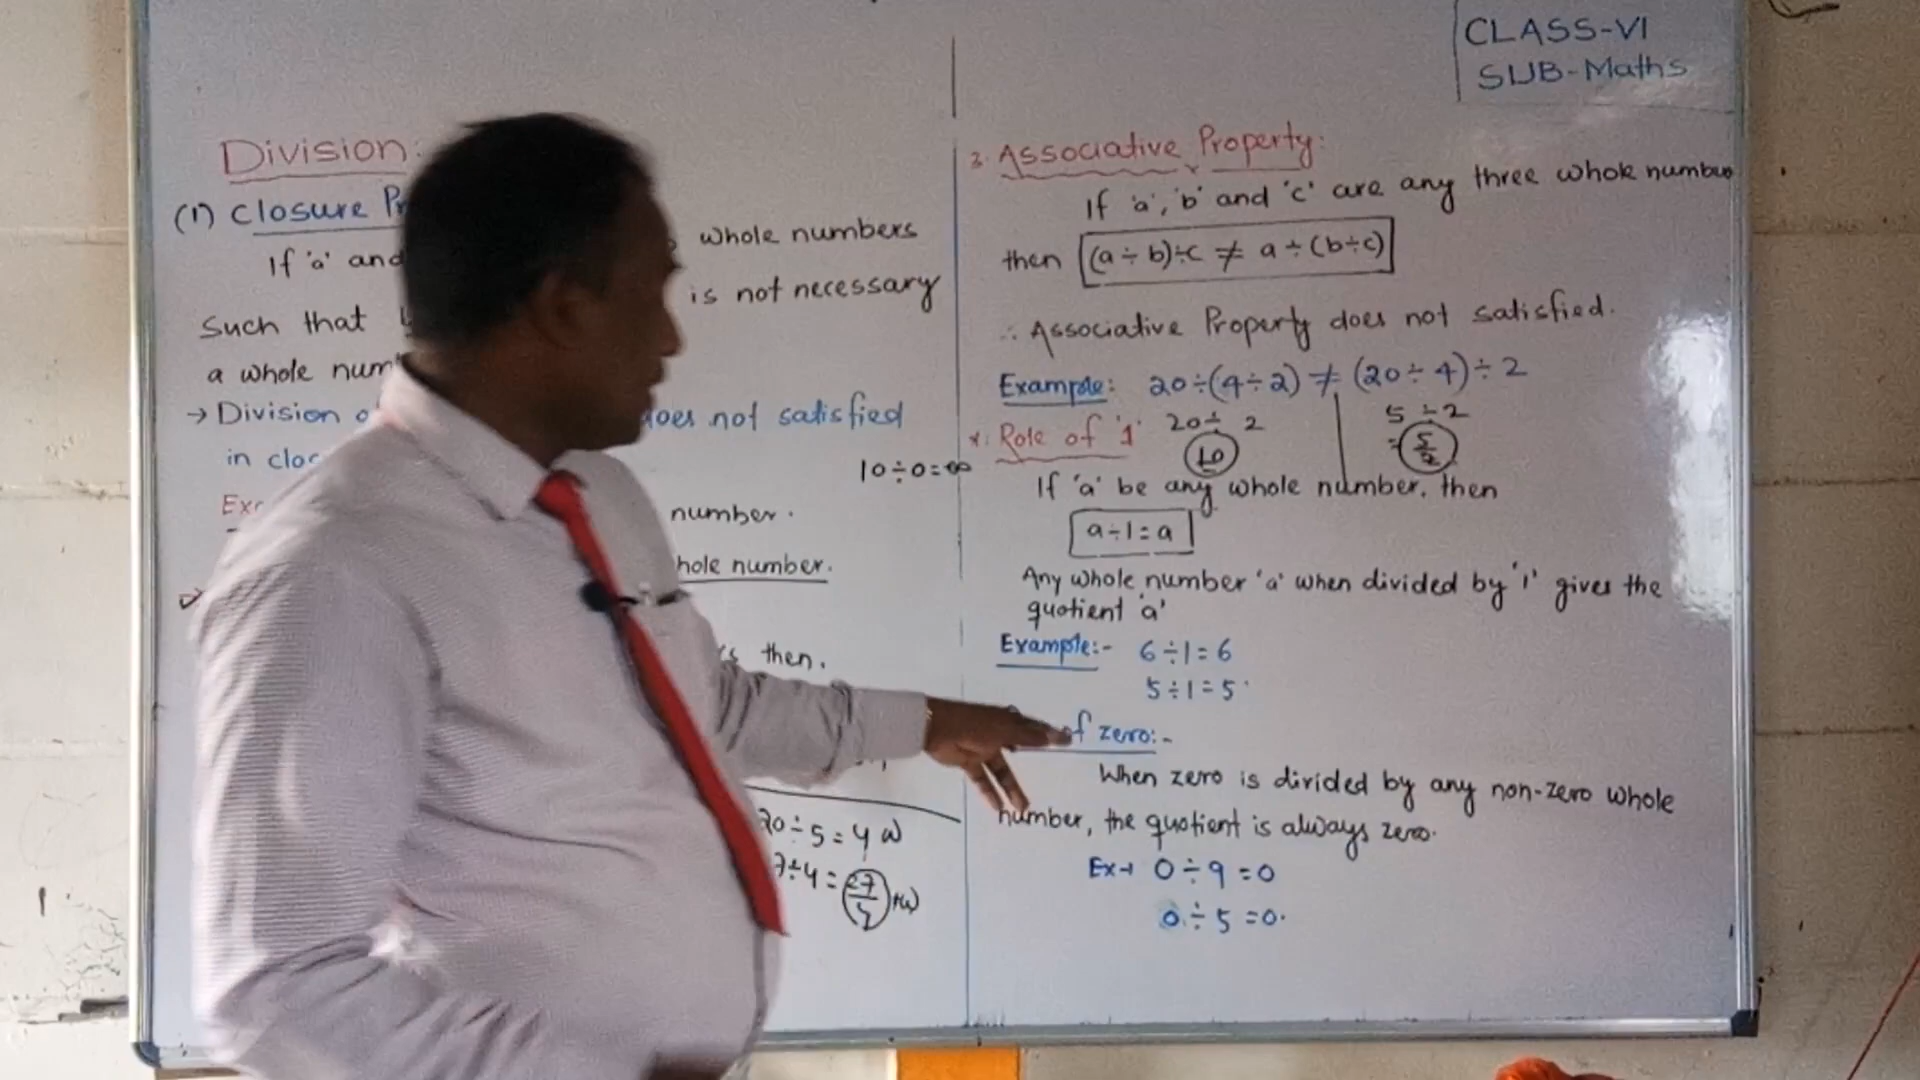 CLASS-VI
SUB-Maths
Division:
(1) Closure
If 'a' and
whole numbers
Such that
is not necessary
a whole num
→ Division
does not satisfied
in clos
10÷0=∞
number.
hole number.
then.
20÷5=4 W
7÷4=27/4
3. Associative Property:
If 'a', 'b' and 'c' are any three whole number
then (a÷b)÷c ≠ a÷(b÷c)
∴ Associative Property does not satisfied.
Example: 20÷(4÷2) ≠ (20÷4)÷2
20÷ 2
5÷2
10
= 5/2
Role of '1'
If 'a' be any whole number, then
a÷1=a
Any whole number 'a' when divided by '1' gives the
quotient 'a'
Example:- 6÷1=6
5÷1=5
of zero:-
When zero is divided by any non-zero whole
number, the quotient is always zero.
Ex→ 0÷9=0
0÷5=0.